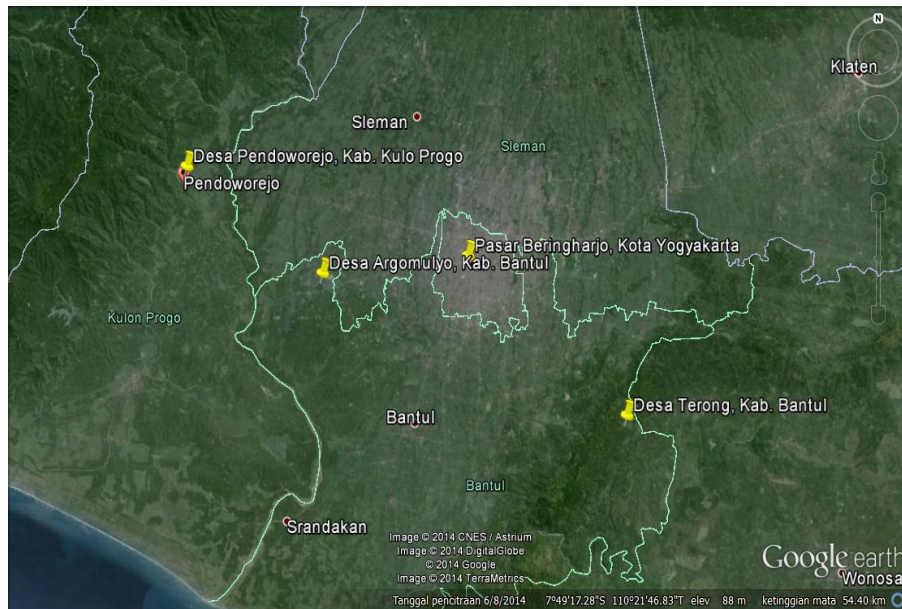 N
Klaten
Sleman
Sleman
Desa Pendoworejo, Kab. Kulo Progo
Pendoworejo
Pasar Beringharjo, Kota Yogyakarta
Desa Argomulyo, Kab. Bantul
Kulon Progo
Desa Terong, Kab. Bantul
Bantul
Bantul
Srandakan
Image © 2014 CNES / Astrium
Image © 2014 DigitalGlobe
© 2014 Google
Image © 2014 TerraMetrics
Google earth
Wonosa
Tanggal pencitraan 6/8/2014 7°49'17.28"S 110°21'46.83"T elev 88 m ketinggian mata 54.40 km